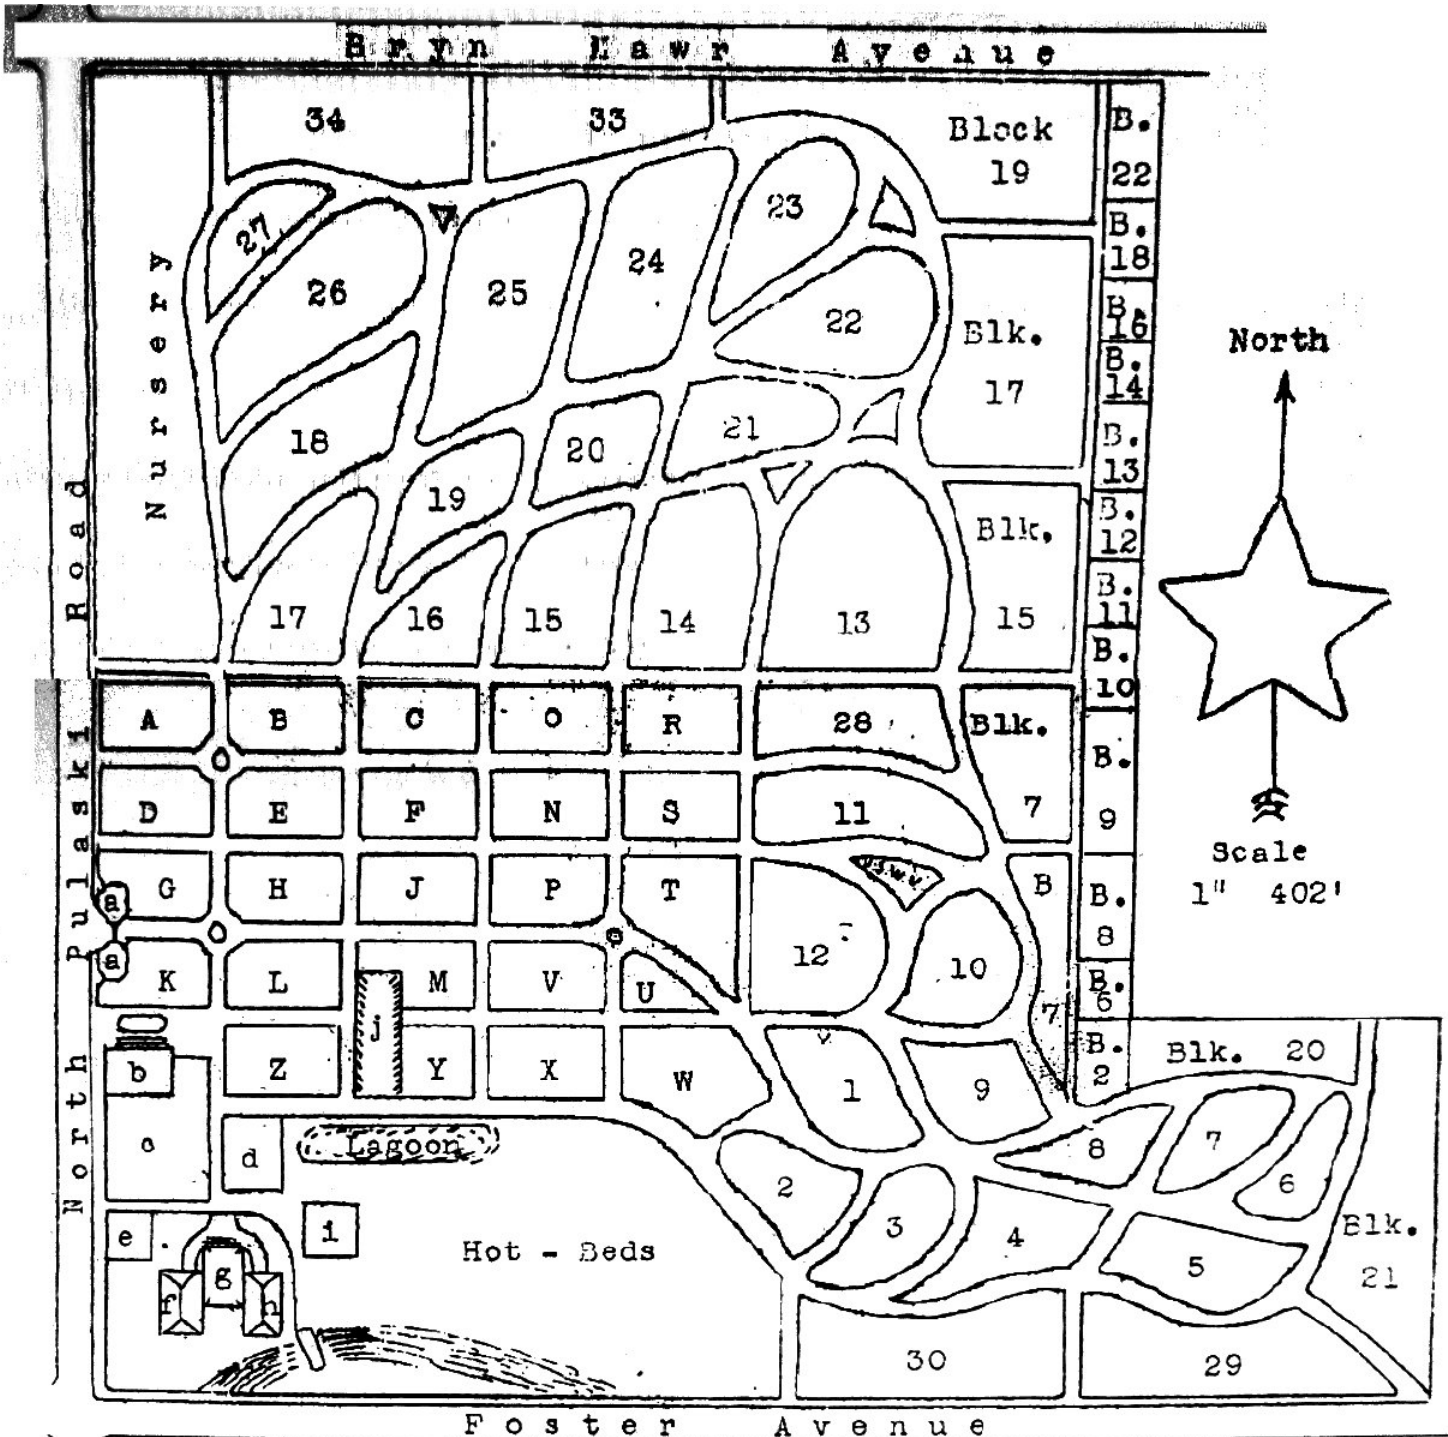 Bryn Mawr Avenue
34
33
Block
19
B.
22
27
23
B.
18
26
25
24
22
Blk.
17
B.
16
B.
14
North
18
19
20
21
B.
13
Nursery
Blk.
15
B.
12
B.
11
17
16
15
14
13
B.
10
North Pulaski Road
A
B
C
O
R
28
Blk.
7
B.
9
D
E
F
N
S
11
Scale
1" 402'
G
H
J
P
T
B
7
B.
8
a
a
K
L
M
V
U
12
10
B.
6
j
b
Z
Y
X
W
1
9
B.
2
Blk. 20
c
d
Lagoon
2
8
7
6
e
i
Hot - Beds
3
4
5
Blk.
21
f
g
h
30
29
Foster Avenue